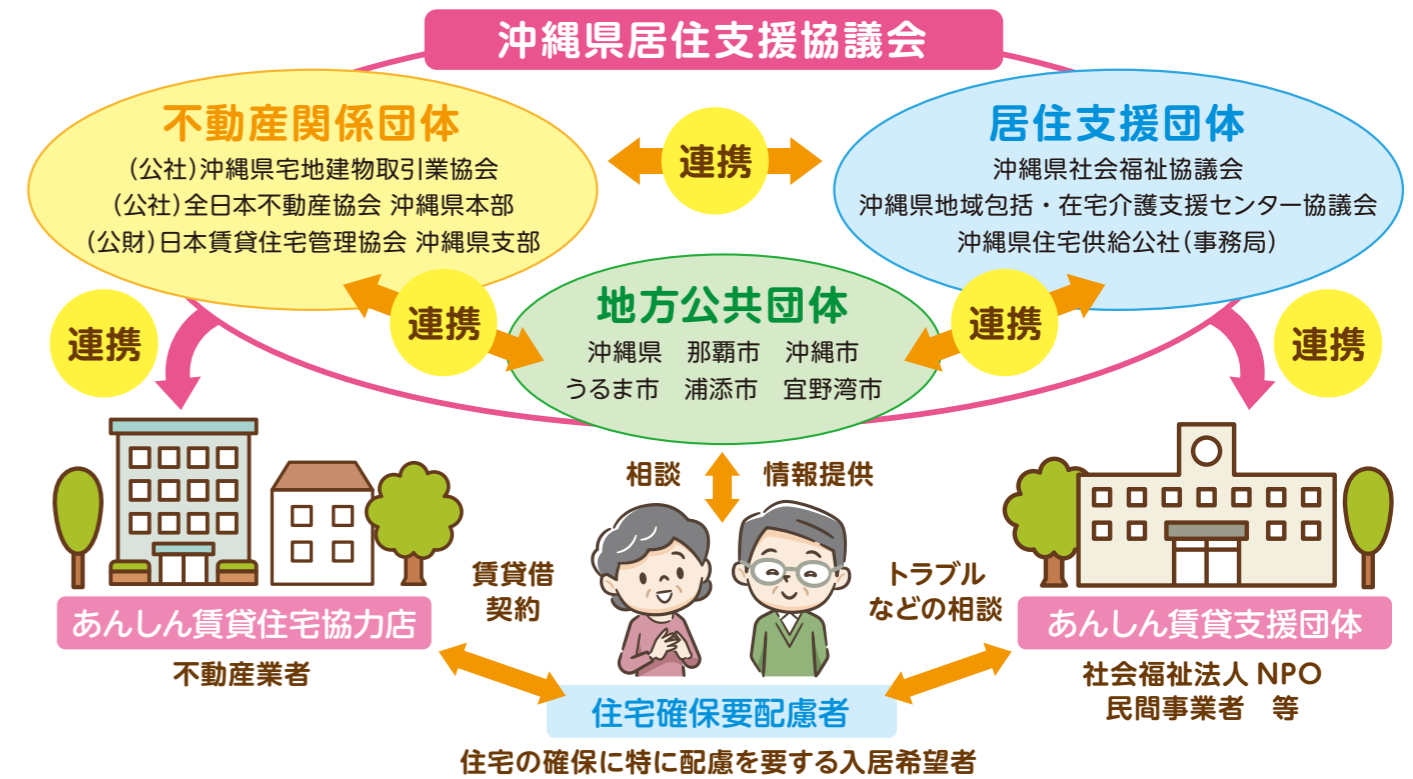 沖縄県居住支援協議会
不動産関係団体
(公社)沖縄県宅地建物取引業協会
(公社)全日本不動産協会 沖縄県本部
(公財)日本賃貸住宅管理協会 沖縄県支部
連携
居住支援団体
沖縄県社会福祉協議会
沖縄県地域包括・在宅介護支援センター協議会
沖縄県住宅供給公社(事務局)
連携
連携
地方公共団体
沖縄県 那覇市 沖縄市
うるま市 浦添市 宜野湾市
連携
連携
相談
情報提供
賃貸借
契約
トラブル
などの相談
あんしん賃貸住宅協力店
不動産業者
あんしん賃貸支援団体
社会福祉法人 NPO
民間事業者 等
住宅確保要配慮者
住宅の確保に特に配慮を要する入居希望者